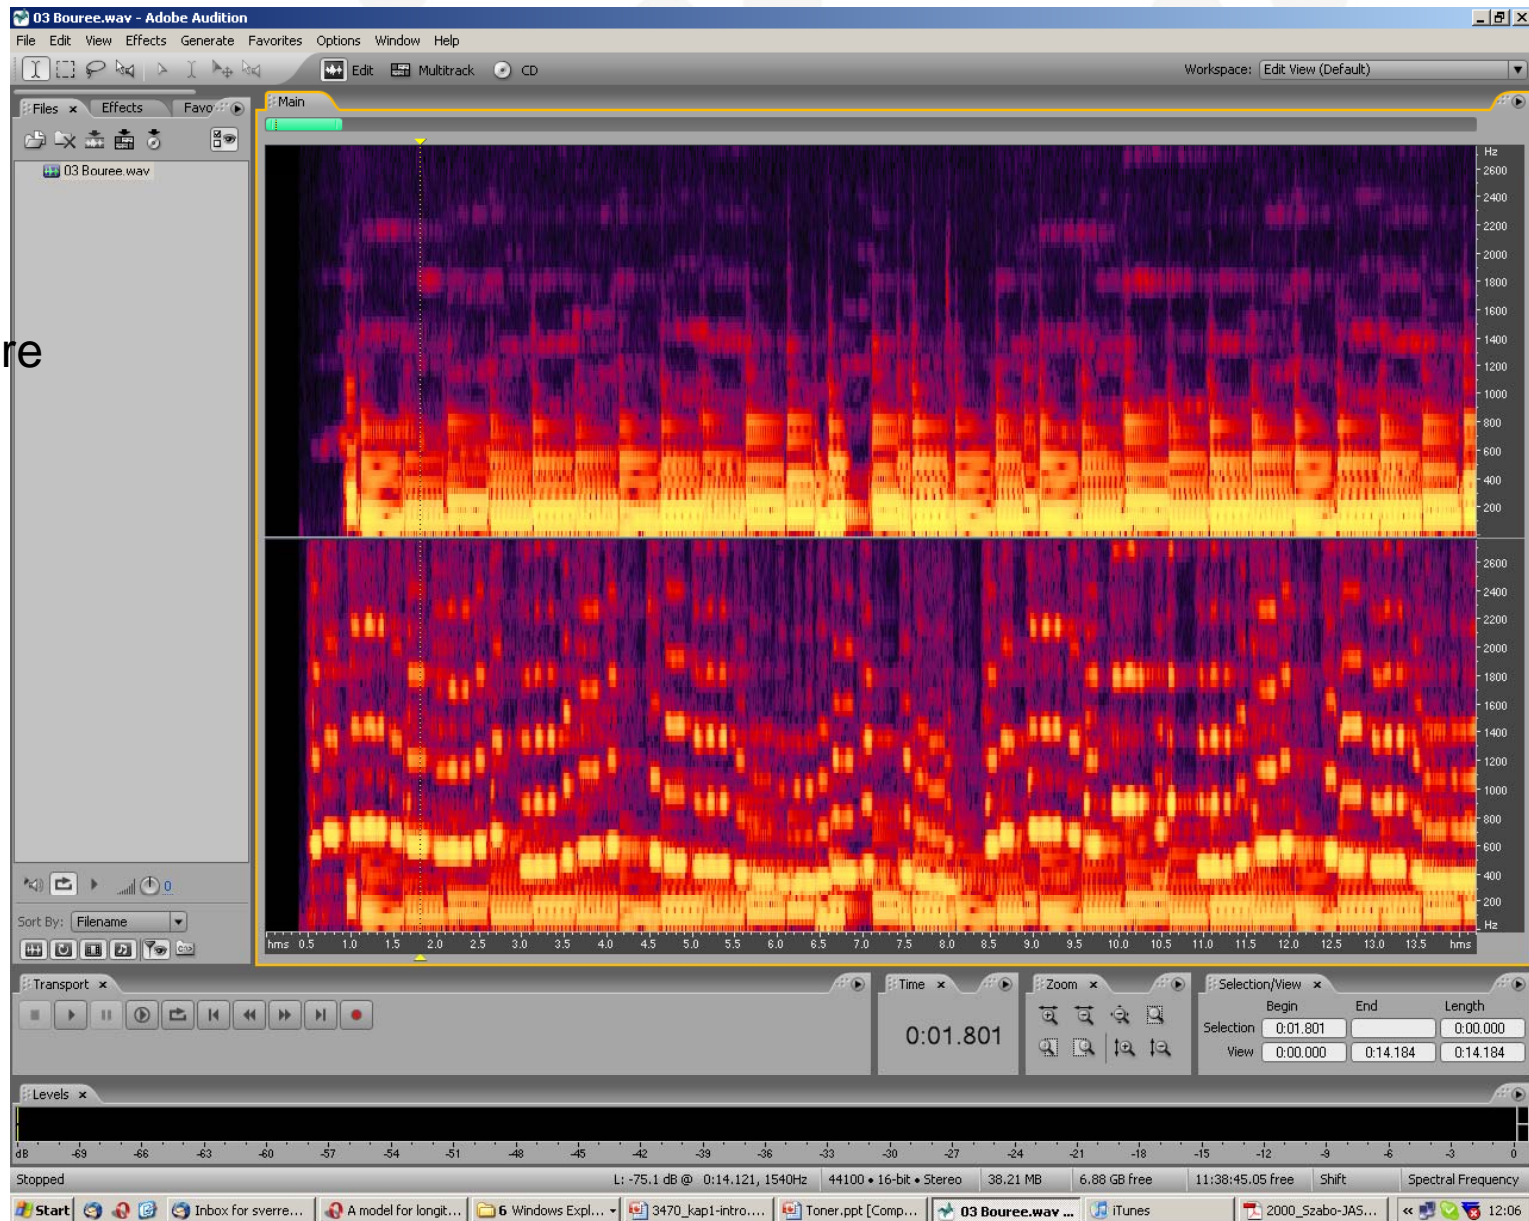 03 Bouree.wav - Adobe Audition
File Edit View Effects Generate Favorites Options Window Help
Edit Multitrack CD Workspace: Edit View (Default)
Files x Effects Favo Main
03 Bouree.wav
re
Hz
2600
2400
2200
2000
1800
1600
1400
1200
1000
800
600
400
200
2600
2400
2200
2000
1800
1600
1400
1200
1000
800
600
400
200
Hz
0
Sort By: Filename
hms 0.5 1.0 1.5 2.0 2.5 3.0 3.5 4.0 4.5 5.0 5.5 6.0 6.5 7.0 7.5 8.0 8.5 9.0 9.5 10.0 10.5 11.0 11.5 12.0 12.5 13.0 13.5 hms
Transport x Time x Zoom x Selection/View x
Begin End Length
0:01.801
Selection 0:01.801 0:00.000
View 0:00.000 0:14.184 0:14.184
Levels x
dB -69 -66 -63 -60 -57 -54 -51 -48 -45 -42 -39 -36 -33 -30 -27 -24 -21 -18 -15 -12 -9 -6 -3 0
Stopped L: -75.1 dB @ 0:14.121, 1540Hz 44100 • 16-bit • Stereo 38.21 MB 6.88 GB free 11:38:45.05 free Shift Spectral Frequency
Start Inbox for sverre... A model for longit... 6 Windows Expl... 3470_kap1-intro.... Toner.ppt [Comp... 03 Bouree.wav ... iTunes 2000_Szabo-JAS... « 12:06